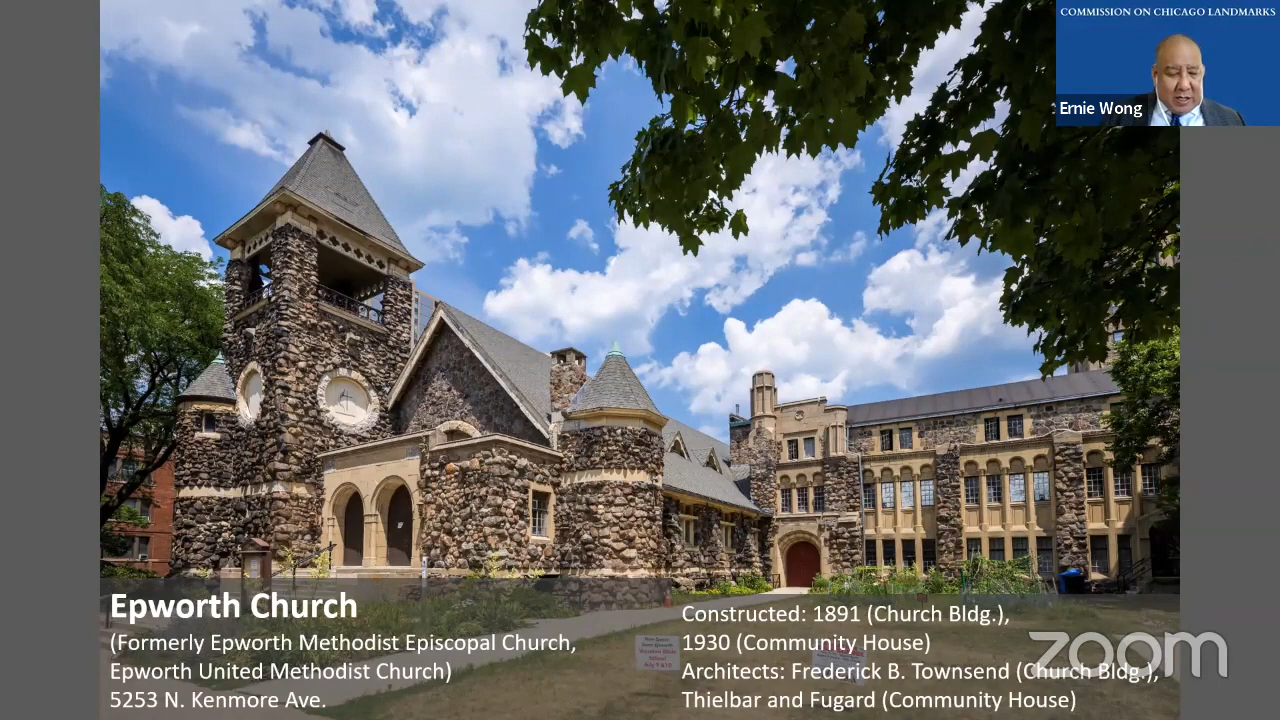 COMMISSION ON CHICAGO LANDMARKS
Ernie Wong
Epworth Church
(Formerly Epworth Methodist Episcopal Church,
Epworth United Methodist Church)
5253 N. Kenmore Ave.
Constructed: 1891 (Church Bldg.),
1930 (Community House)
Architects: Frederick B. Townsend (Church Bldg.),
Thielbar and Fugard (Community House)
zoom